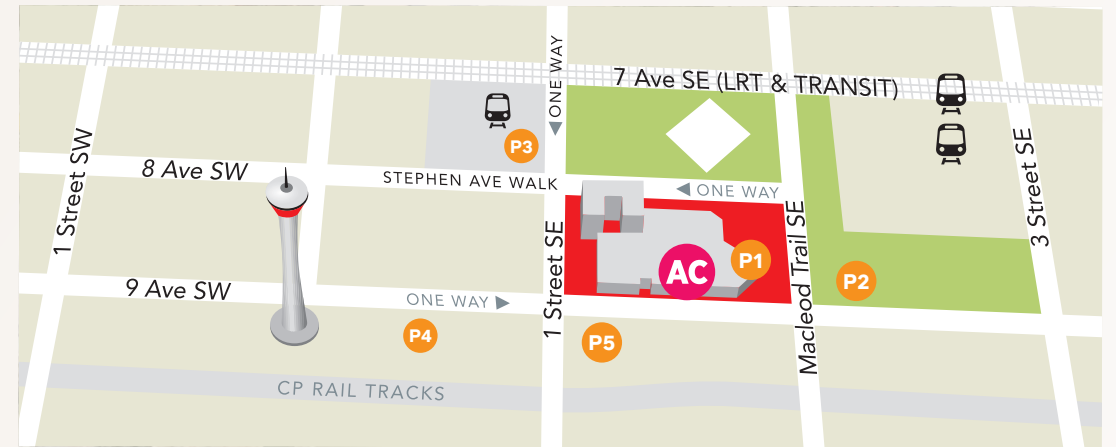 7 Ave SE (LRT & TRANSIT)
ONE WAY
P3
8 Ave SW
STEPHEN AVE WALK
ONE WAY
1 Street SW
3 Street SE
Macleod Trail SE
1 Street SE
AC
P1
P2
9 Ave SW
ONE WAY
P4
P5
CP RAIL TRACKS